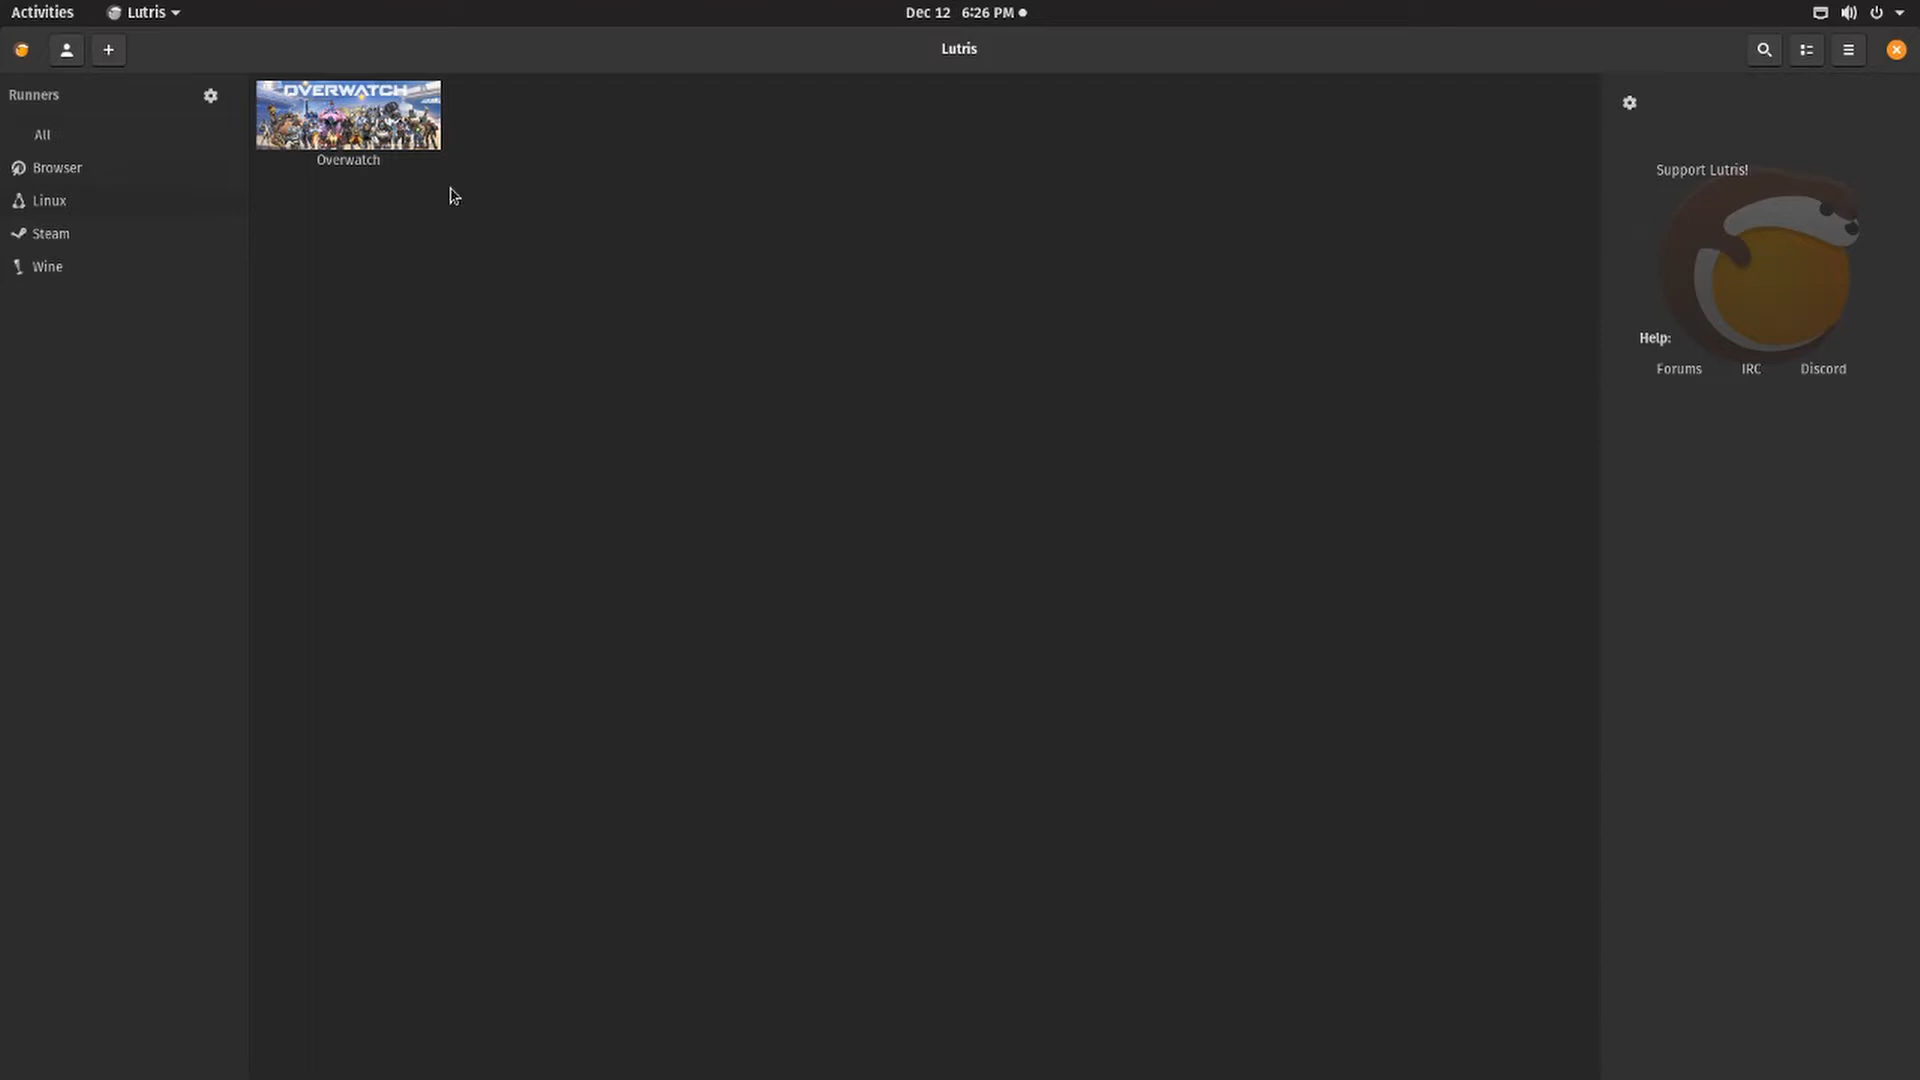 Activities Lutris Dec 12 6:26 PM
Lutris
Runners
All
Browser
Linux
Steam
Wine
OVERWATCH
Overwatch
Support Lutris!
Help:
Forums IRC Discord